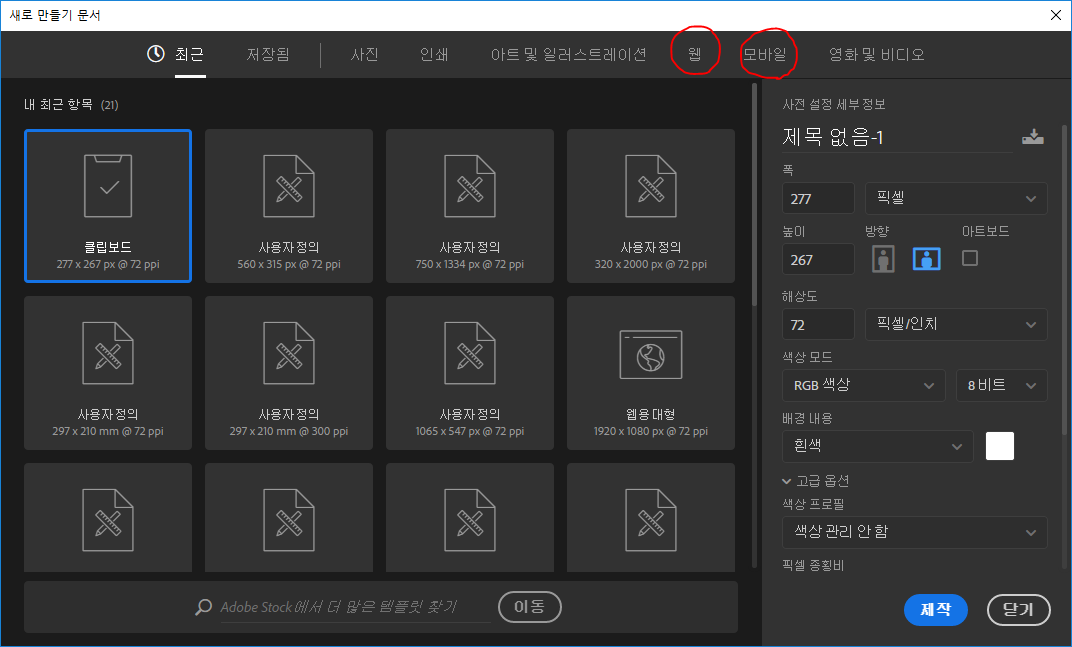 새로 만들기 문서
최근 저장됨 사진 인쇄 아트 및 일러스트레이션 웹 모바일 영화 및 비디오
내 최근 항목 (21)
클립보드
277 x 267 px @ 72 ppi
사용자 정의
560 x 315 px @ 72 ppi
사용자 정의
750 x 1334 px @ 72 ppi
사용자 정의
320 x 2000 px @ 72 ppi
사용자 정의
297 x 210 mm @ 72 ppi
사용자 정의
297 x 210 mm @ 300 ppi
사용자 정의
1065 x 547 px @ 72 ppi
웹용 대형
1920 x 1080 px @ 72 ppi
Adobe Stock에서 더 많은 템플릿 찾기
이동
사전 설정 세부 정보
제목 없음-1
폭
277 픽셀
높이 방향 아트보드
267
해상도
72 픽셀/인치
색상 모드
RGB 색상 8 비트
배경 내용
흰색
고급 옵션
색상 프로필
색상 관리 안 함
픽셀 종횡비
제작 닫기